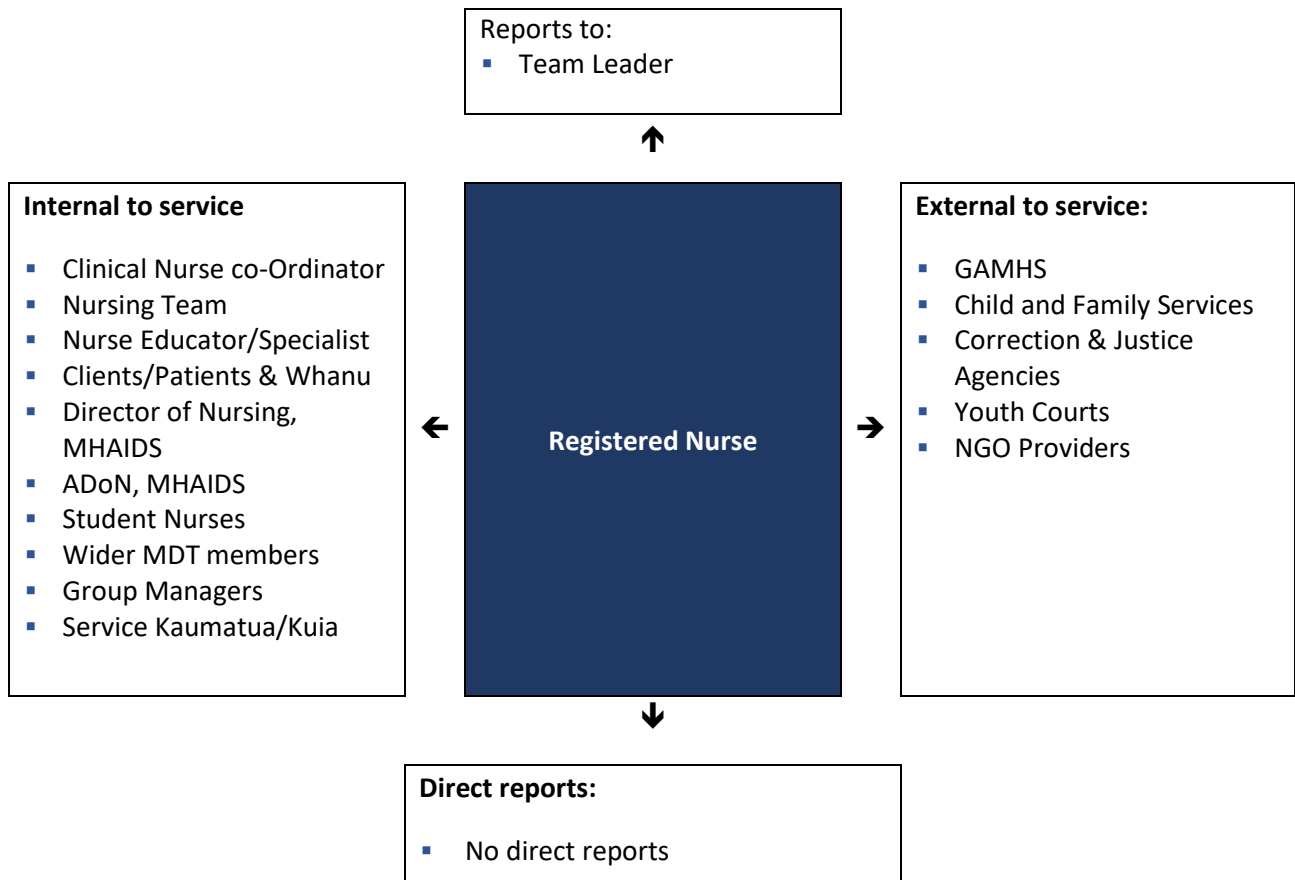 Reports to:
▪ Team Leader
Internal to service
▪ Clinical Nurse co-Ordinator
▪ Nursing Team
▪ Nurse Educator/Specialist
▪ Clients/Patients & Whanu
▪ Director of Nursing,
MHAIDS
▪ ADoN, MHAIDS
▪ Student Nurses
▪ Wider MDT members
▪ Group Managers
▪ Service Kaumatua/Kuia
Registered Nurse
External to service:
▪ GAMHS
▪ Child and Family Services
▪ Correction & Justice
Agencies
▪ Youth Courts
▪ NGO Providers
Direct reports:
▪ No direct reports